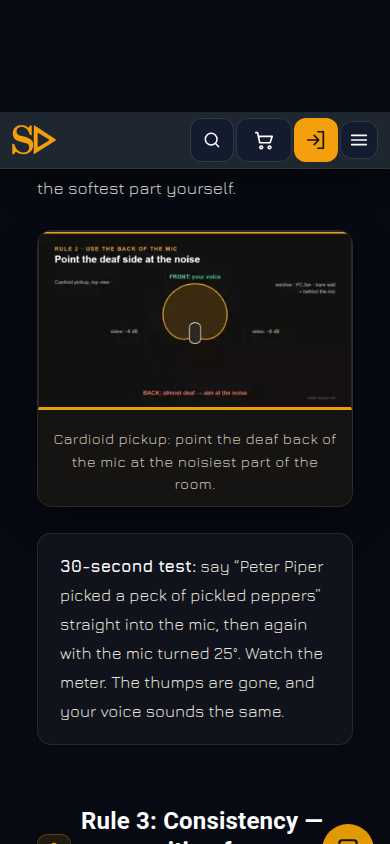 S
the softest part yourself.
RULE 2 · USE THE BACK OF THE MIC
Point the deaf side at the noise
FRONT: your voice
Cardioid pickup, top view
window · PC fan · bare wall
sides: −6 dB
sides: −6 dB
BACK: almost deaf — aim at the noise
Cardioid pickup: point the deaf back of
the mic at the noisiest part of the
room.
30-second test: say “Peter Piper
picked a peck of pickled peppers”
straight into the mic, then again
with the mic turned 25°. Watch the
meter. The thumps are gone, and
your voice sounds the same.
Rule 3: Consistency —